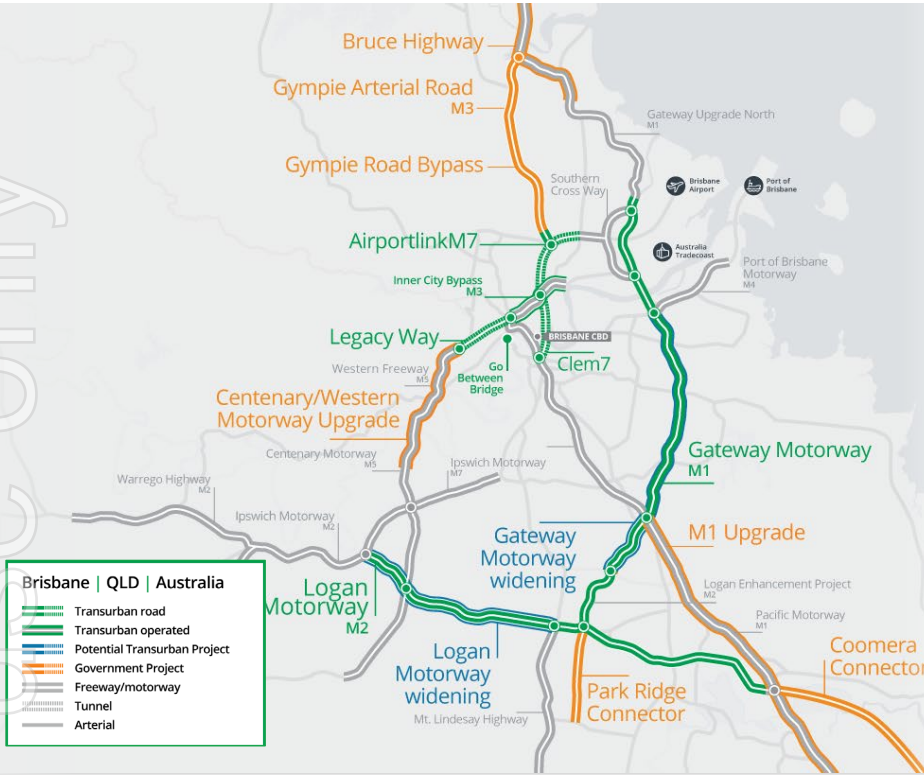 Bruce Highway
Gympie Arterial Road
M3
Gateway Upgrade North
M1
Gympie Road Bypass
Southern
Cross Way
Brisbane
Airport
Port of
Brisbane
AirportlinkM7
Australia
Tradecoast
Port of Brisbane
Motorway
M4
Inner City Bypass
M3
Legacy Way
BRISBANE CBD
Go
Between
Bridge
Clem7
Western Freeway
M5
Centenary/Western
Motorway Upgrade
Centenary Motorway
M5
Ipswich Motorway
M7
Gateway Motorway
M1
Warrego Highway
M2
Ipswich Motorway
M2
Gateway
Motorway
widening
M1 Upgrade
Logan
Motorway
M2
Logan Enhancement Project
M2
Pacific Motorway
M1
Logan
Motorway
widening
Coomera
Connecto
Park Ridge
Connector
Mt. Lindesay Highway
Brisbane | QLD | Australia
Transurban road
Transurban operated
Potential Transurban Project
Government Project
Freeway/motorway
Tunnel
Arterial